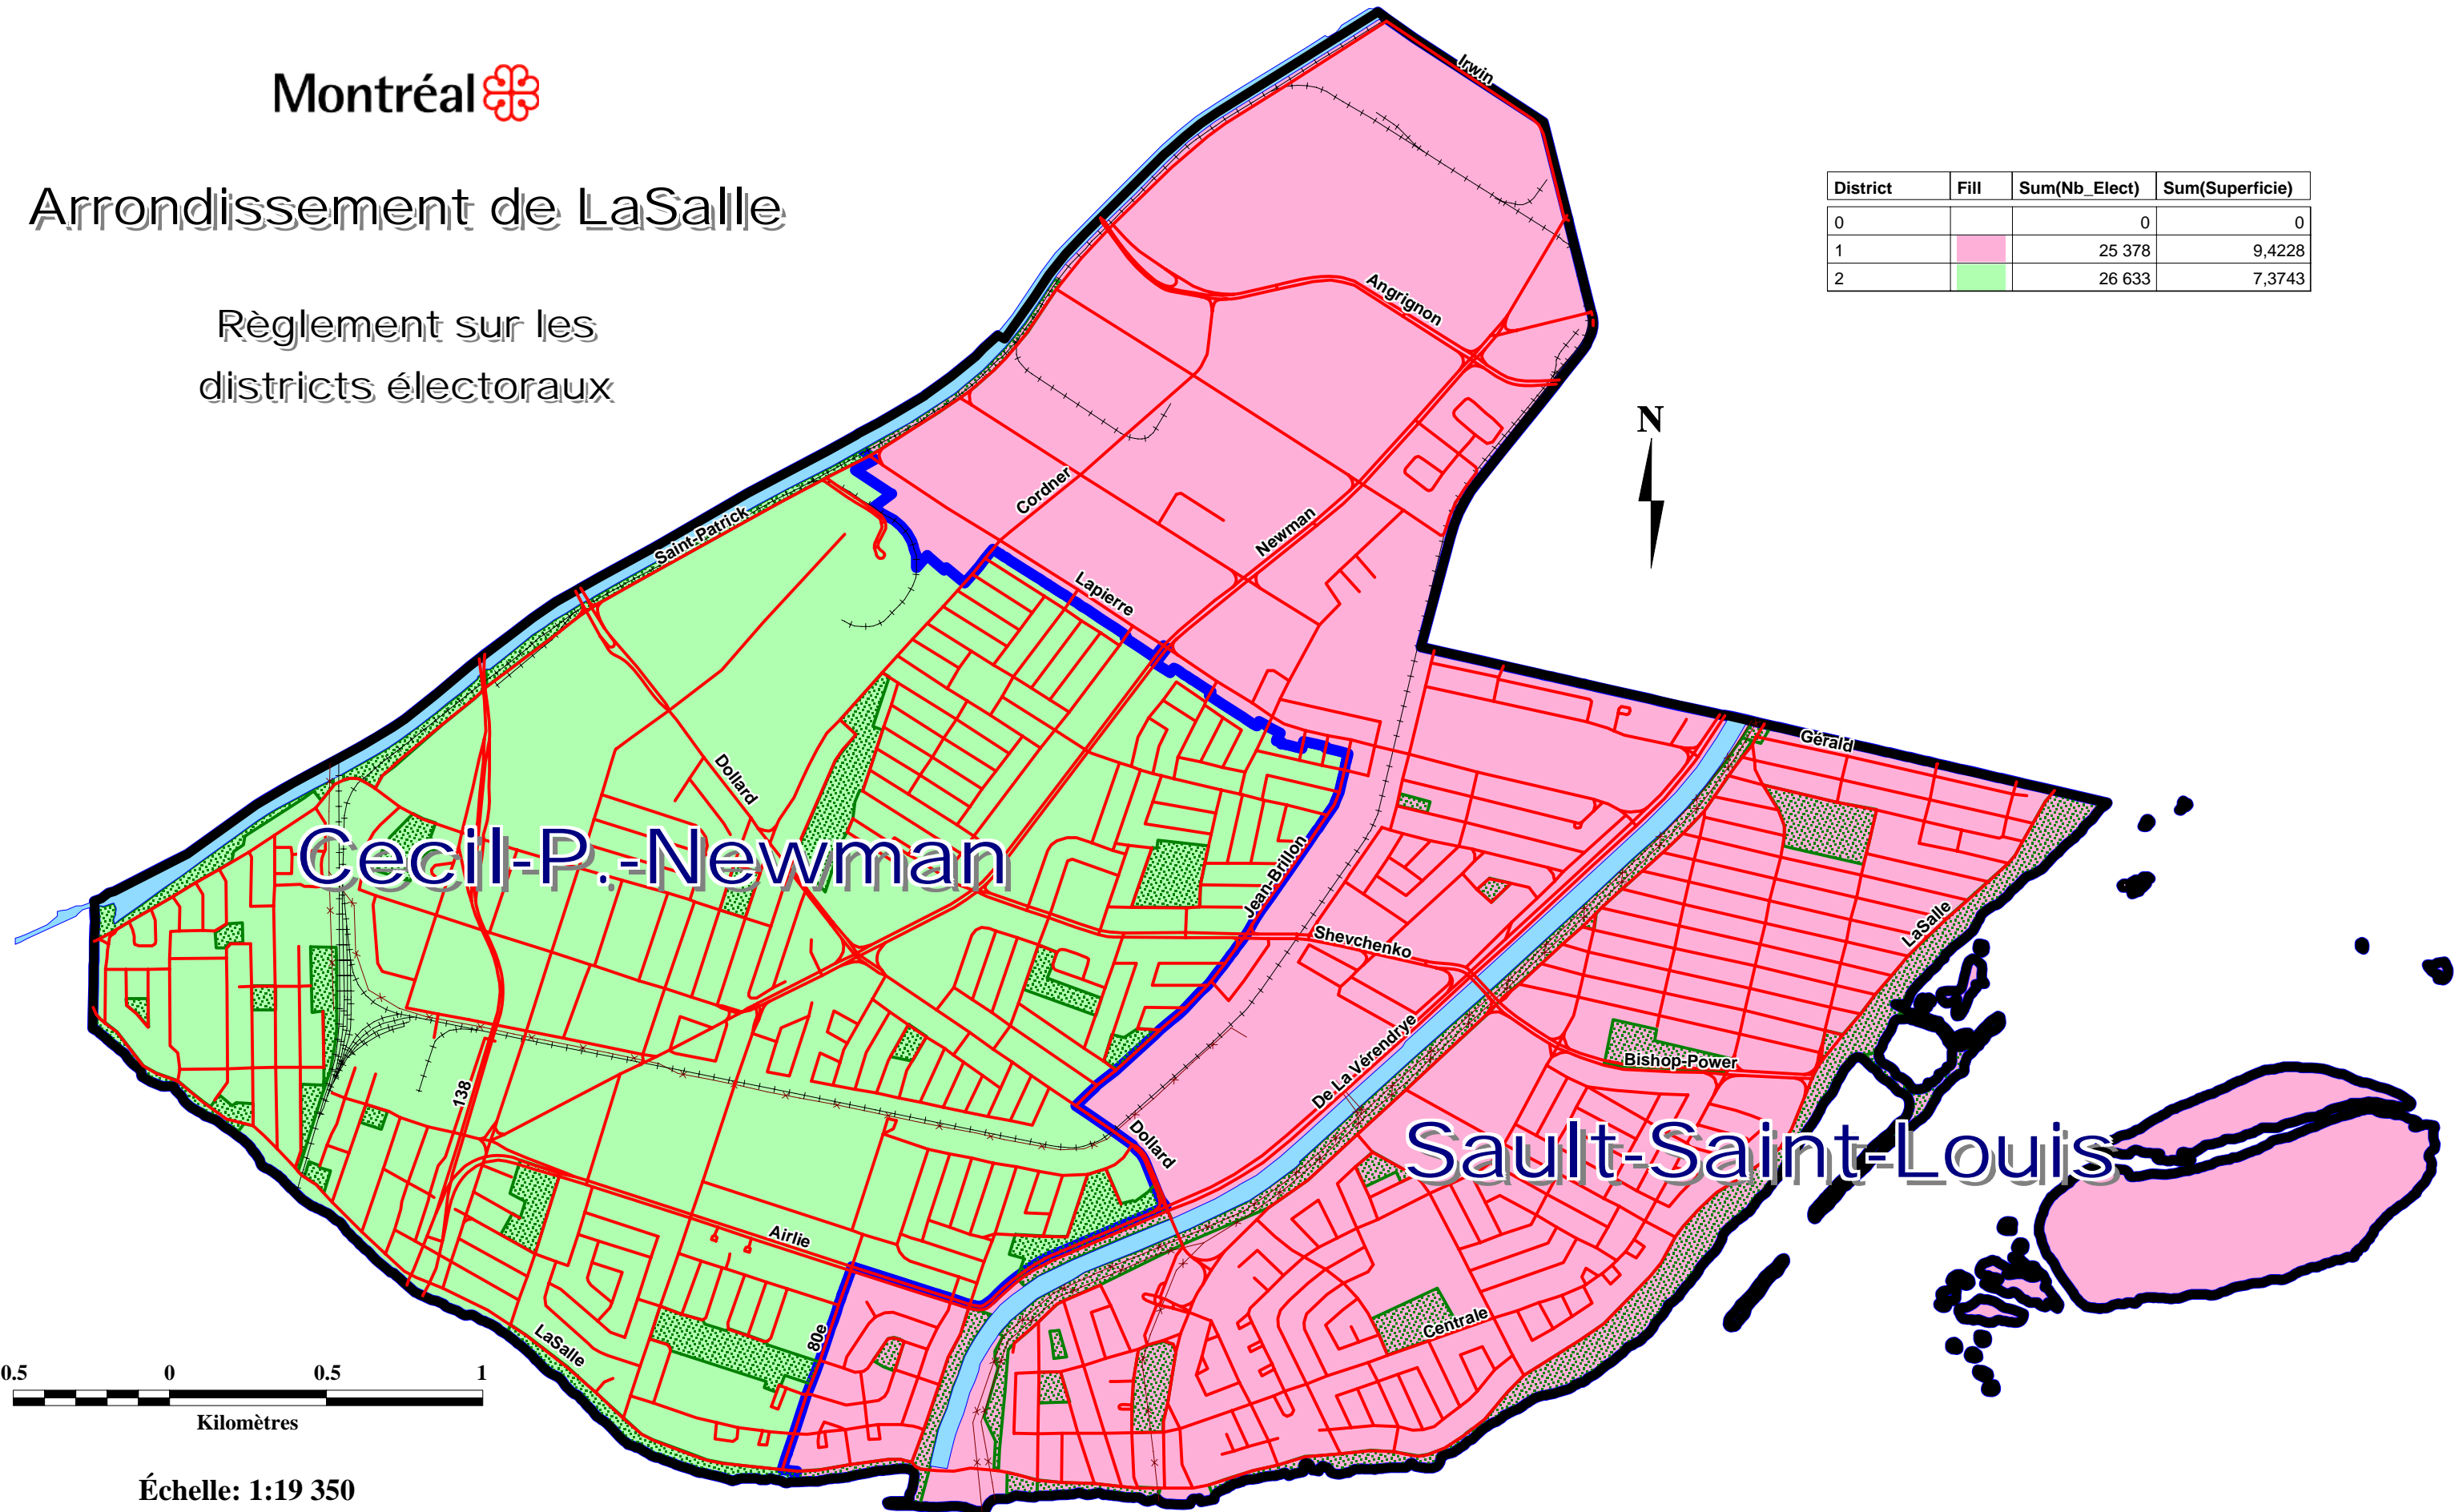 Montréal
Arrondissement de LaSalle
Règlement sur les
districts électoraux
District Fill Sum(Nb_Elect) Sum(Superficie)
0 0 0
1 25 378 9,4228
2 26 633 7,3743
N
Irwin
Angrignon
Cordner
Newman
Saint-Patrick
Lapierre
Gérald
Dollard
Cecil-P.-Newman
Jean-Brillon
LaSalle
Shevchenko
De La Vérendrye
Bishop-Power
138
Dollard
Sault-Saint-Louis
Airlie
80e
Centrale
LaSalle
0.5 0 0.5 1
Kilomètres
Échelle: 1:19 350